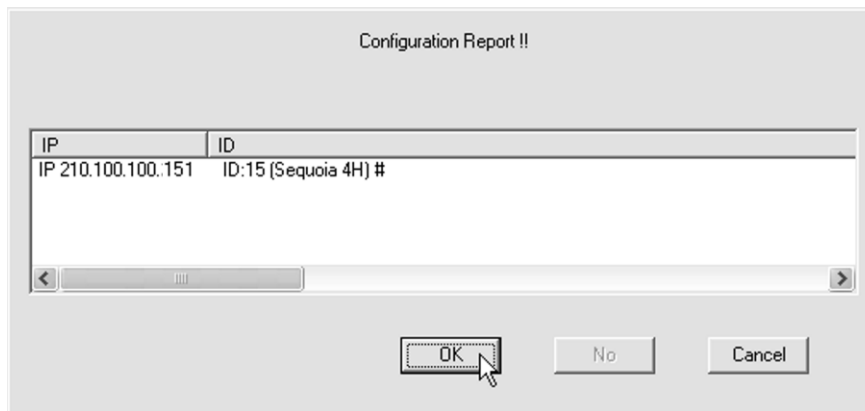 Configuration Report !!
IP ID
IP 210.100.100.151 ID:15 (Sequoia 4H) #
OK No Cancel